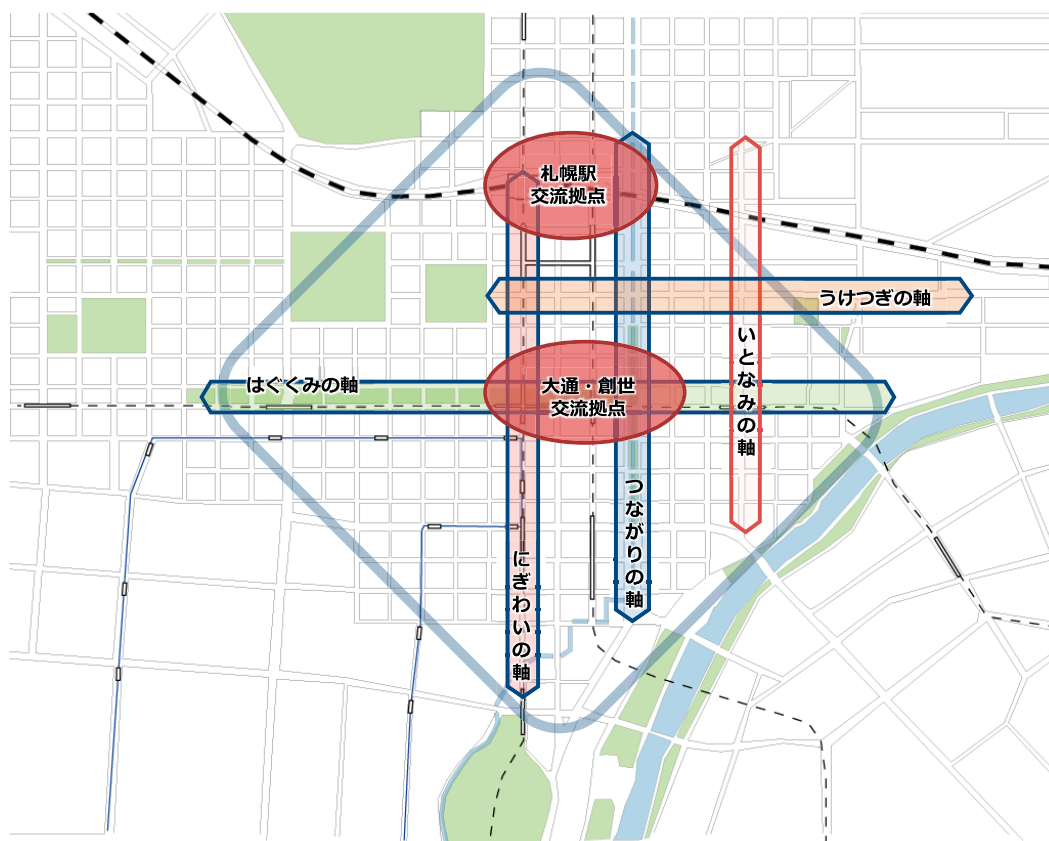 札幌駅
交流拠点
うけつぎの軸
いとなみの軸
はぐくみの軸
大通・創世
交流拠点
つながりの軸
にぎわいの軸